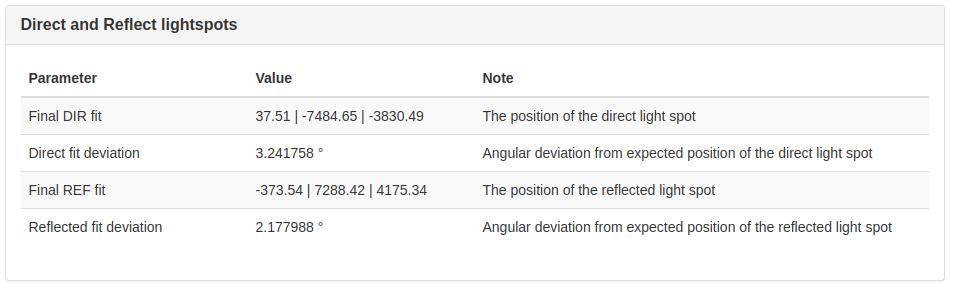 Direct and Reflect lightspots
Parameter Value Note
Final DIR fit 37.51 | -7484.65 | -3830.49 The position of the direct light spot
Direct fit deviation 3.241758 ° Angular deviation from expected position of the direct light spot
Final REF fit -373.54 | 7288.42 | 4175.34 The position of the reflected light spot
Reflected fit deviation 2.177988 ° Angular deviation from expected position of the reflected light spot